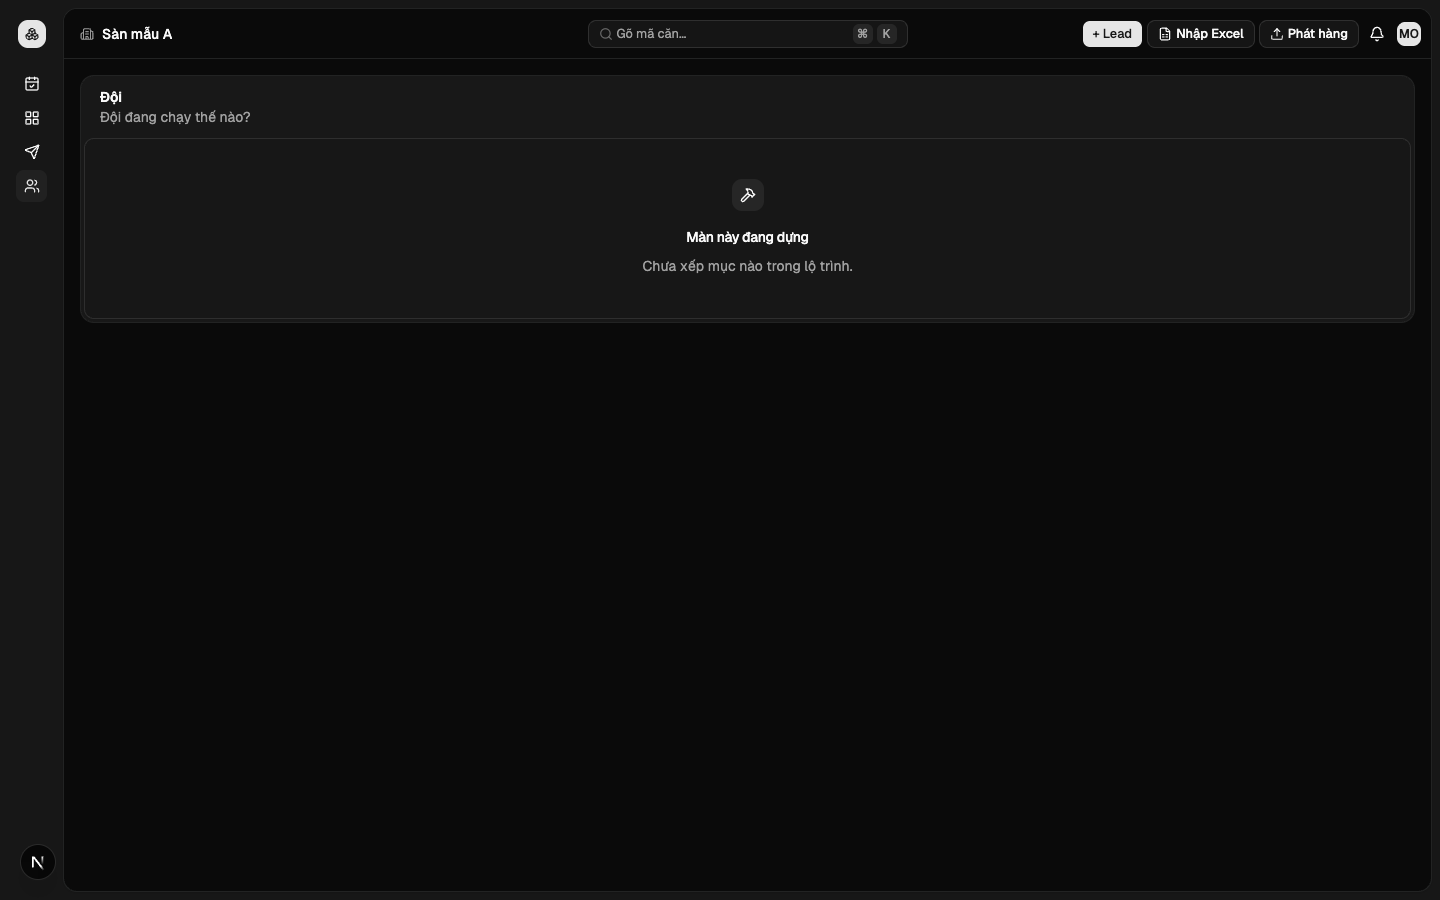 Sàn mẫu A
Gõ mã căn...
⌘ K
+ Lead
Nhập Excel
Phát hàng
MO
Đội
Đội đang chạy thế nào?
Màn này đang dựng
Chưa xếp mục nào trong lộ trình.
N